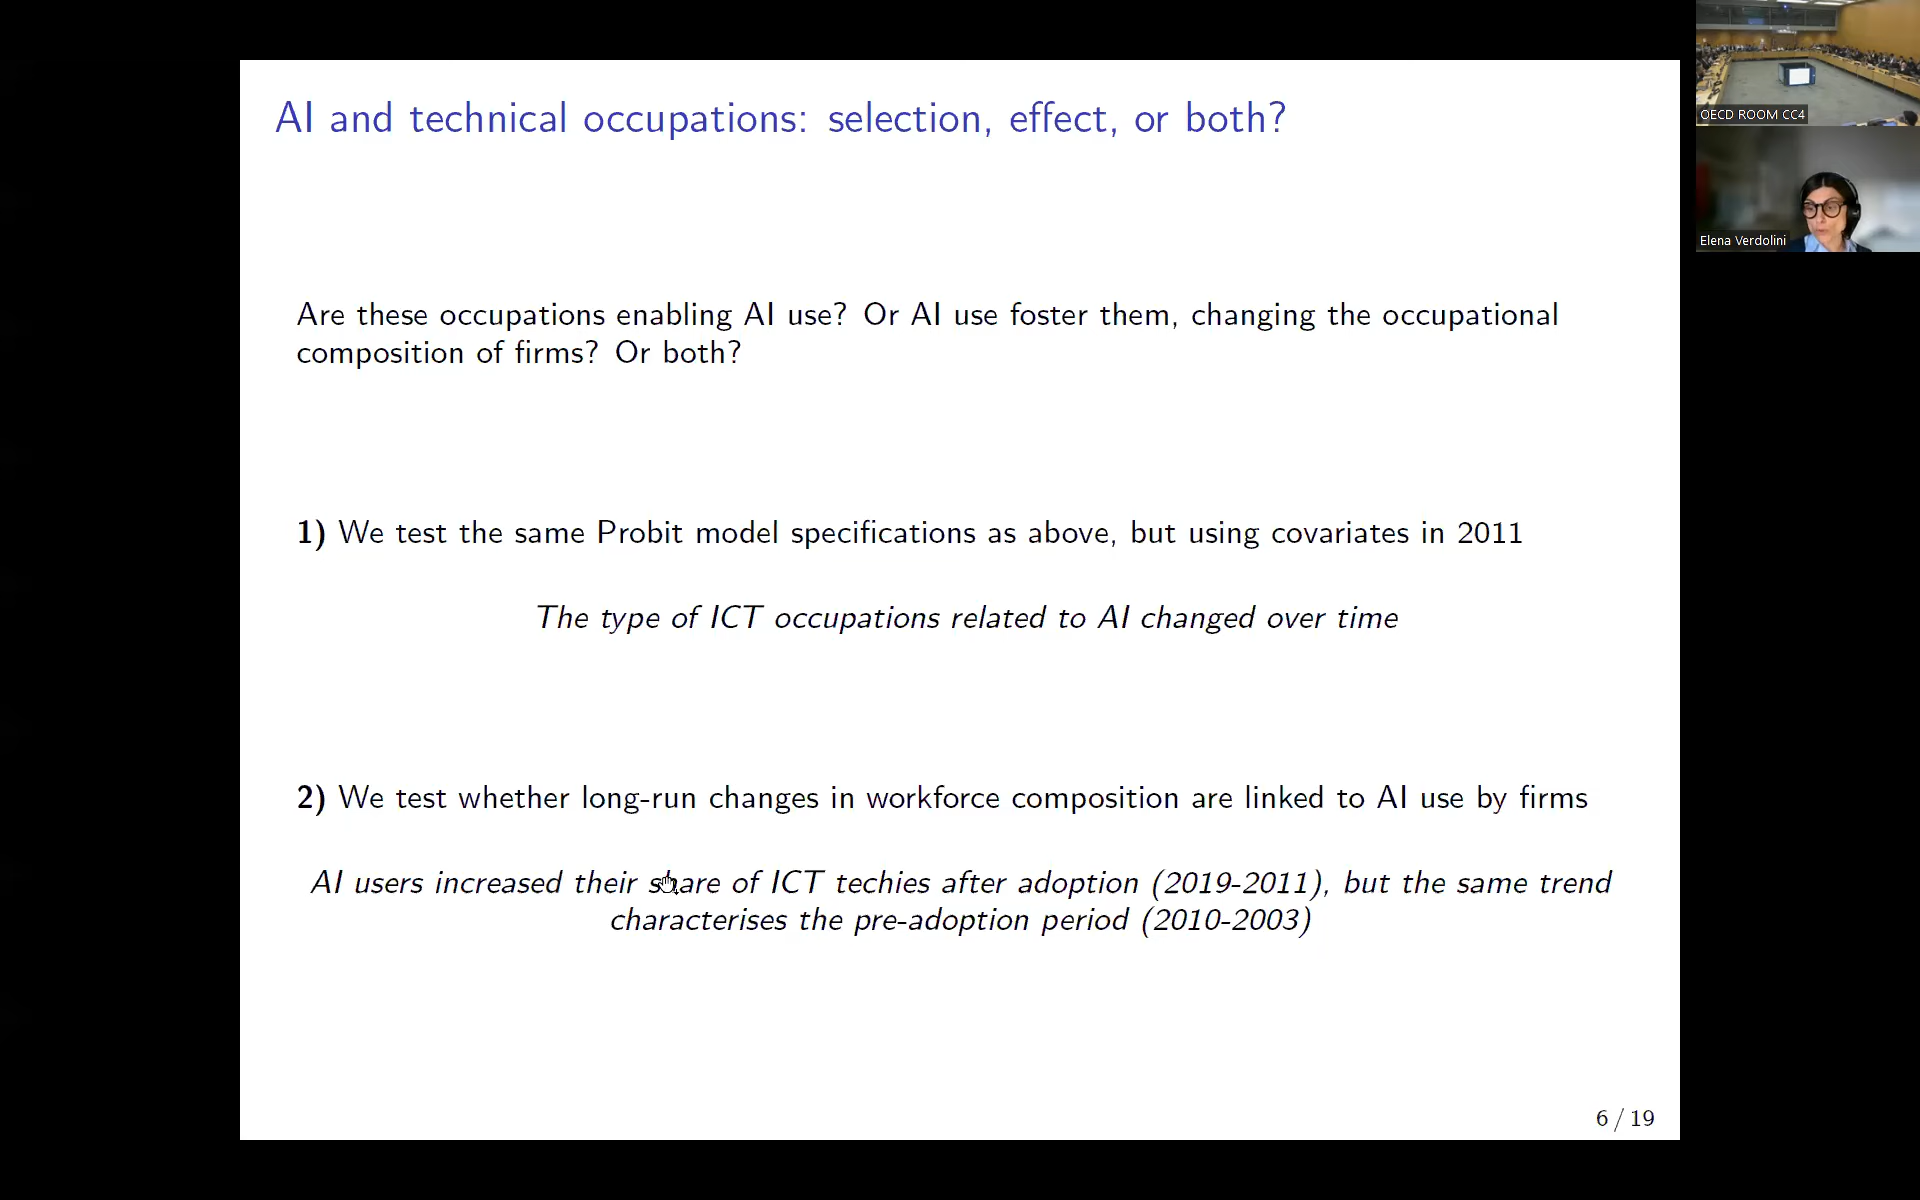 AI and technical occupations: selection, effect, or both?
Are these occupations enabling AI use? Or AI use foster them, changing the occupational
composition of firms? Or both?
1) We test the same Probit model specifications as above, but using covariates in 2011
The type of ICT occupations related to AI changed over time
2) We test whether long-run changes in workforce composition are linked to AI use by firms
AI users increased their share of ICT techies after adoption (2019-2011), but the same trend
characterises the pre-adoption period (2010-2003)
6 / 19
OECD ROOM CC4
Elena Verdolini